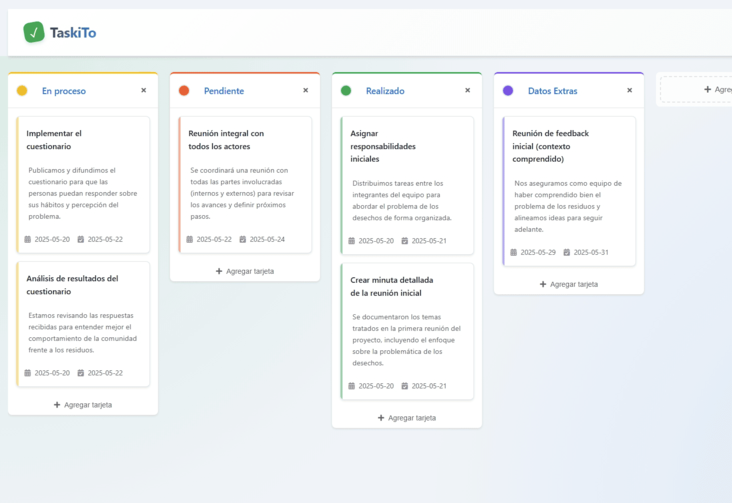 TaskiTo
En proceso
Implementar el
cuestionario
Publicamos y difundimos el
cuestionario para que las
personas puedan responder sobre
sus hábitos y percepción del
problema.
2025-05-20 2025-05-22
Análisis de resultados del
cuestionario
Estamos revisando las respuestas
recibidas para entender mejor el
comportamiento de la comunidad
frente a los residuos.
2025-05-20 2025-05-22
+ Agregar tarjeta
Pendiente
Reunión integral con
todos los actores
Se coordinará una reunión con
todas las partes involucradas
(internos y externos) para revisar
los avances y definir próximos
pasos.
2025-05-22 2025-05-24
+ Agregar tarjeta
Realizado
Asignar
responsabilidades
iniciales
Distribuimos tareas entre los
integrantes del equipo para
abordar el problema de los
desechos de forma organizada.
2025-05-20 2025-05-21
Crear minuta detallada
de la reunión inicial
Se documentaron los temas
tratados en la primera reunión del
proyecto, incluyendo el enfoque
sobre la problemática de los
desechos.
2025-05-20 2025-05-21
+ Agregar tarjeta
Datos Extras
Reunión de feedback
inicial (contexto
comprendido)
Nos aseguramos como equipo de
haber comprendido bien el
problema de los residuos y
alineamos ideas para seguir
adelante.
2025-05-29 2025-05-31
+ Agregar tarjeta
+ Agre